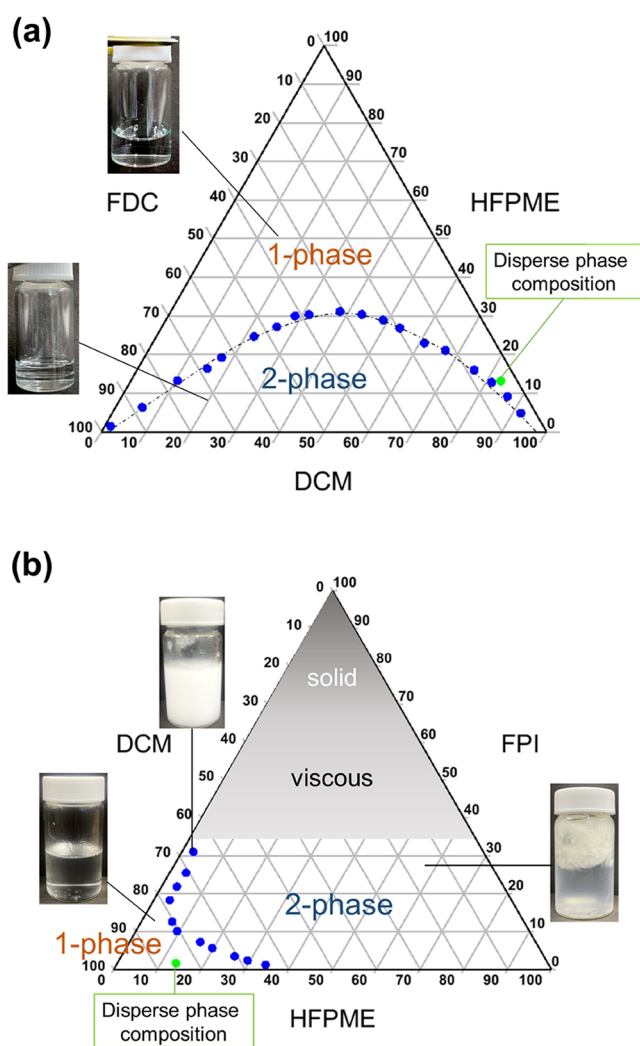 (a)
0 100
10 90
20 80
30 70
FDC 40 60 HFPME
50 50
1-phase
60 40
Disperse phase
composition
70 30
80 2-phase 20
90 10
100 0
0 10 20 30 40 50 60 70 80 90 100
DCM
(b)
0 100
10 90
20 80
solid
30 70
DCM 40 60 FPI
50 viscous 50
60 40
70 30
80 20
2-phase
90 10
1-phase
100 0
0 10 20 30 40 50 60 70 80 90 100
Disperse phase
composition
HFPME